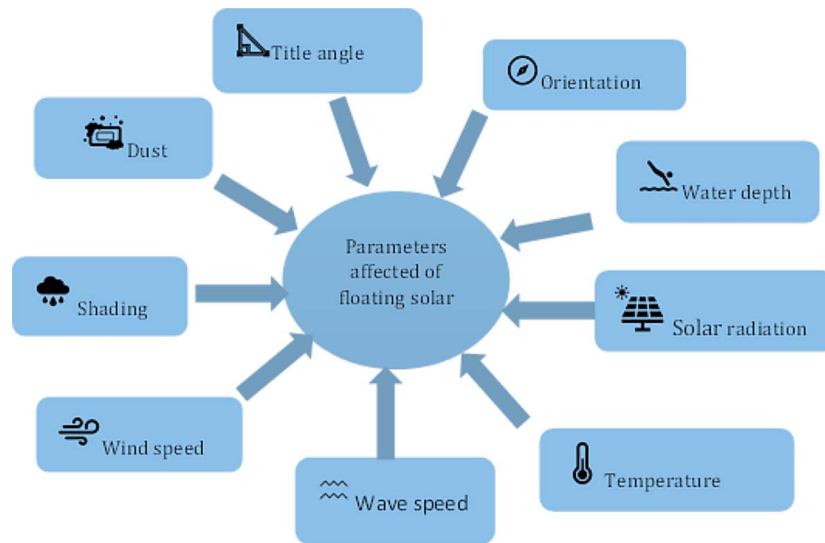 Title angle
Orientation
Dust
Water depth
Parameters
affected of
floating solar
Shading
Solar radiation
Wind speed
Temperature
Wave speed